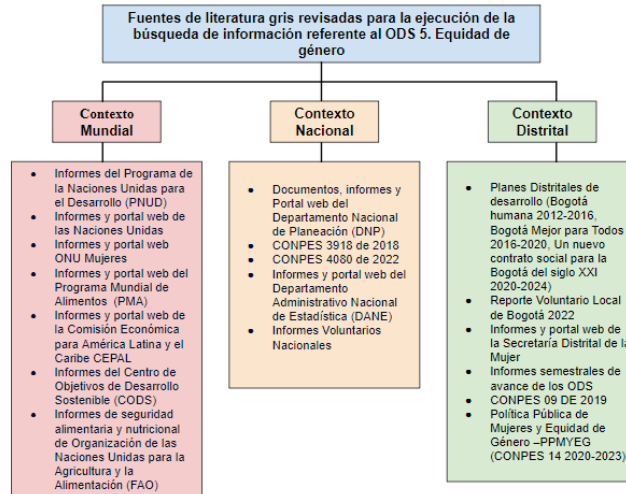 Fuentes de literatura gris revisadas para la ejecución de la
búsqueda de información referente al ODS 5. Equidad de
género
Contexto
Mundial
Informes del Programa de
la Naciones Unidas para
el Desarrollo (PNUD)
Informes y portal web de
las Naciones Unidas
Informes y portal web
ONU Mujeres
Informes y portal web del
Programa Mundial de
Alimentos (PMA)
Informes y portal web de
la Comisión Económica
para América Latina y el
Caribe CEPAL
Informes del Centro de
Objetivos de Desarrollo
Sostenible (CODS)
Informes de seguridad
alimentaria y nutricional
de Organización de las
Naciones Unidas para la
Agricultura y la
Alimentación (FAO)
Contexto
Nacional
Documentos, informes y
Portal web del
Departamento Nacional
de Planeación (DNP)
CONPES 3918 de 2018
CONPES 4080 de 2022
Informes y portal web del
Departamento
Administrativo Nacional
de Estadística (DANE)
Informes Voluntarios
Nacionales
Contexto
Distrital
Planes Distritales de
desarrollo (Bogotá
humana 2012-2016,
Bogotá Mejor para Todos
2016-2020, Un nuevo
contrato social para la
Bogotá del siglo XXI
2020-2024)
Reporte Voluntario Local
de Bogotá 2022
Informes y portal web de
la Secretaría Distrital de la
Mujer
Informes semestrales de
avance de los ODS
CONPES 09 DE 2019
Política Pública de
Mujeres y Equidad de
Género –PPMYEG
(CONPES 14 2020-2023)